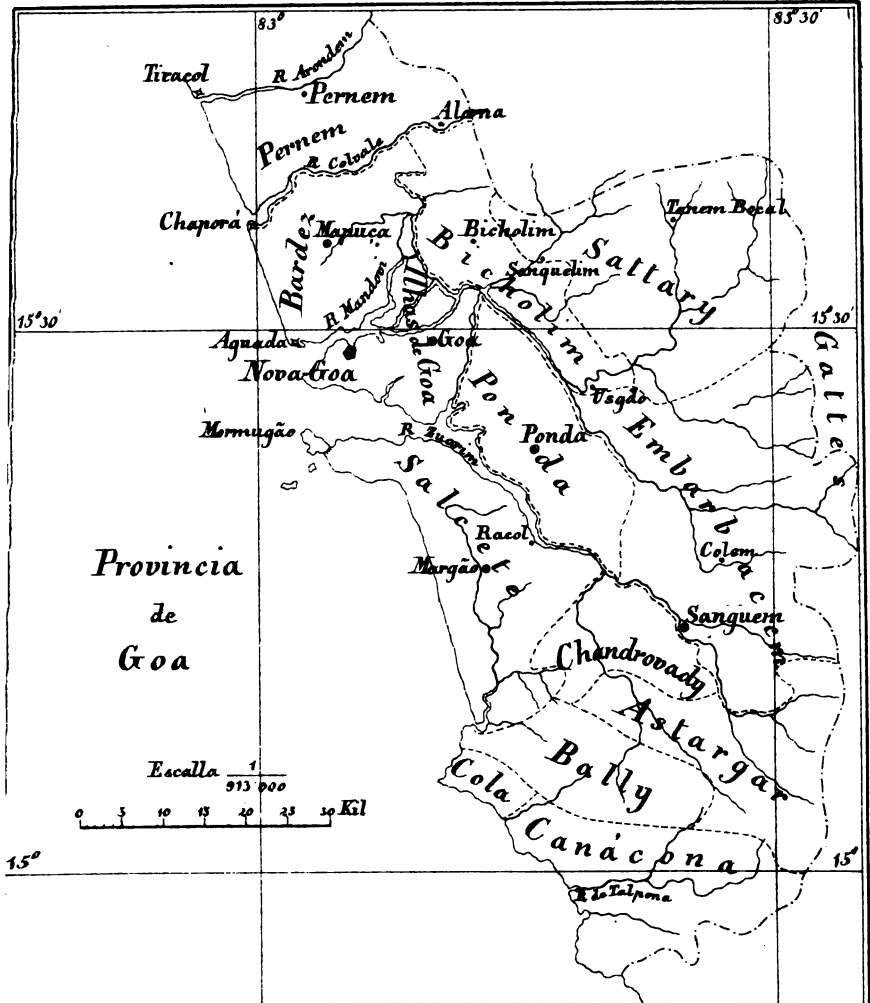 83°
83°30'
Tiracol
R Arondem
Pernem
Pernem
Alorna
R Colvale
Chaporá
Bardez
Mapuça
Bicholim
Bicholim
Sanquelim
Sattary
Tanem Bocal
R Mandovi
Ilhas de Goa
15°30'
15°30'
Aguada
Goa
Nova-Goa
Gattes
Usgão
Mormugão
R Zuarim
Ponda
Ponda
Embarbacem
Salcete
Racol
Margão
Colem
Provincia
de
Goa
Sanguem
Chandrovady
Astargar
Bally
Cola
Escalla 1/913'000
0 5 10 15 20 25 30 Kil
Canácona
15°
15°
R de Talpona